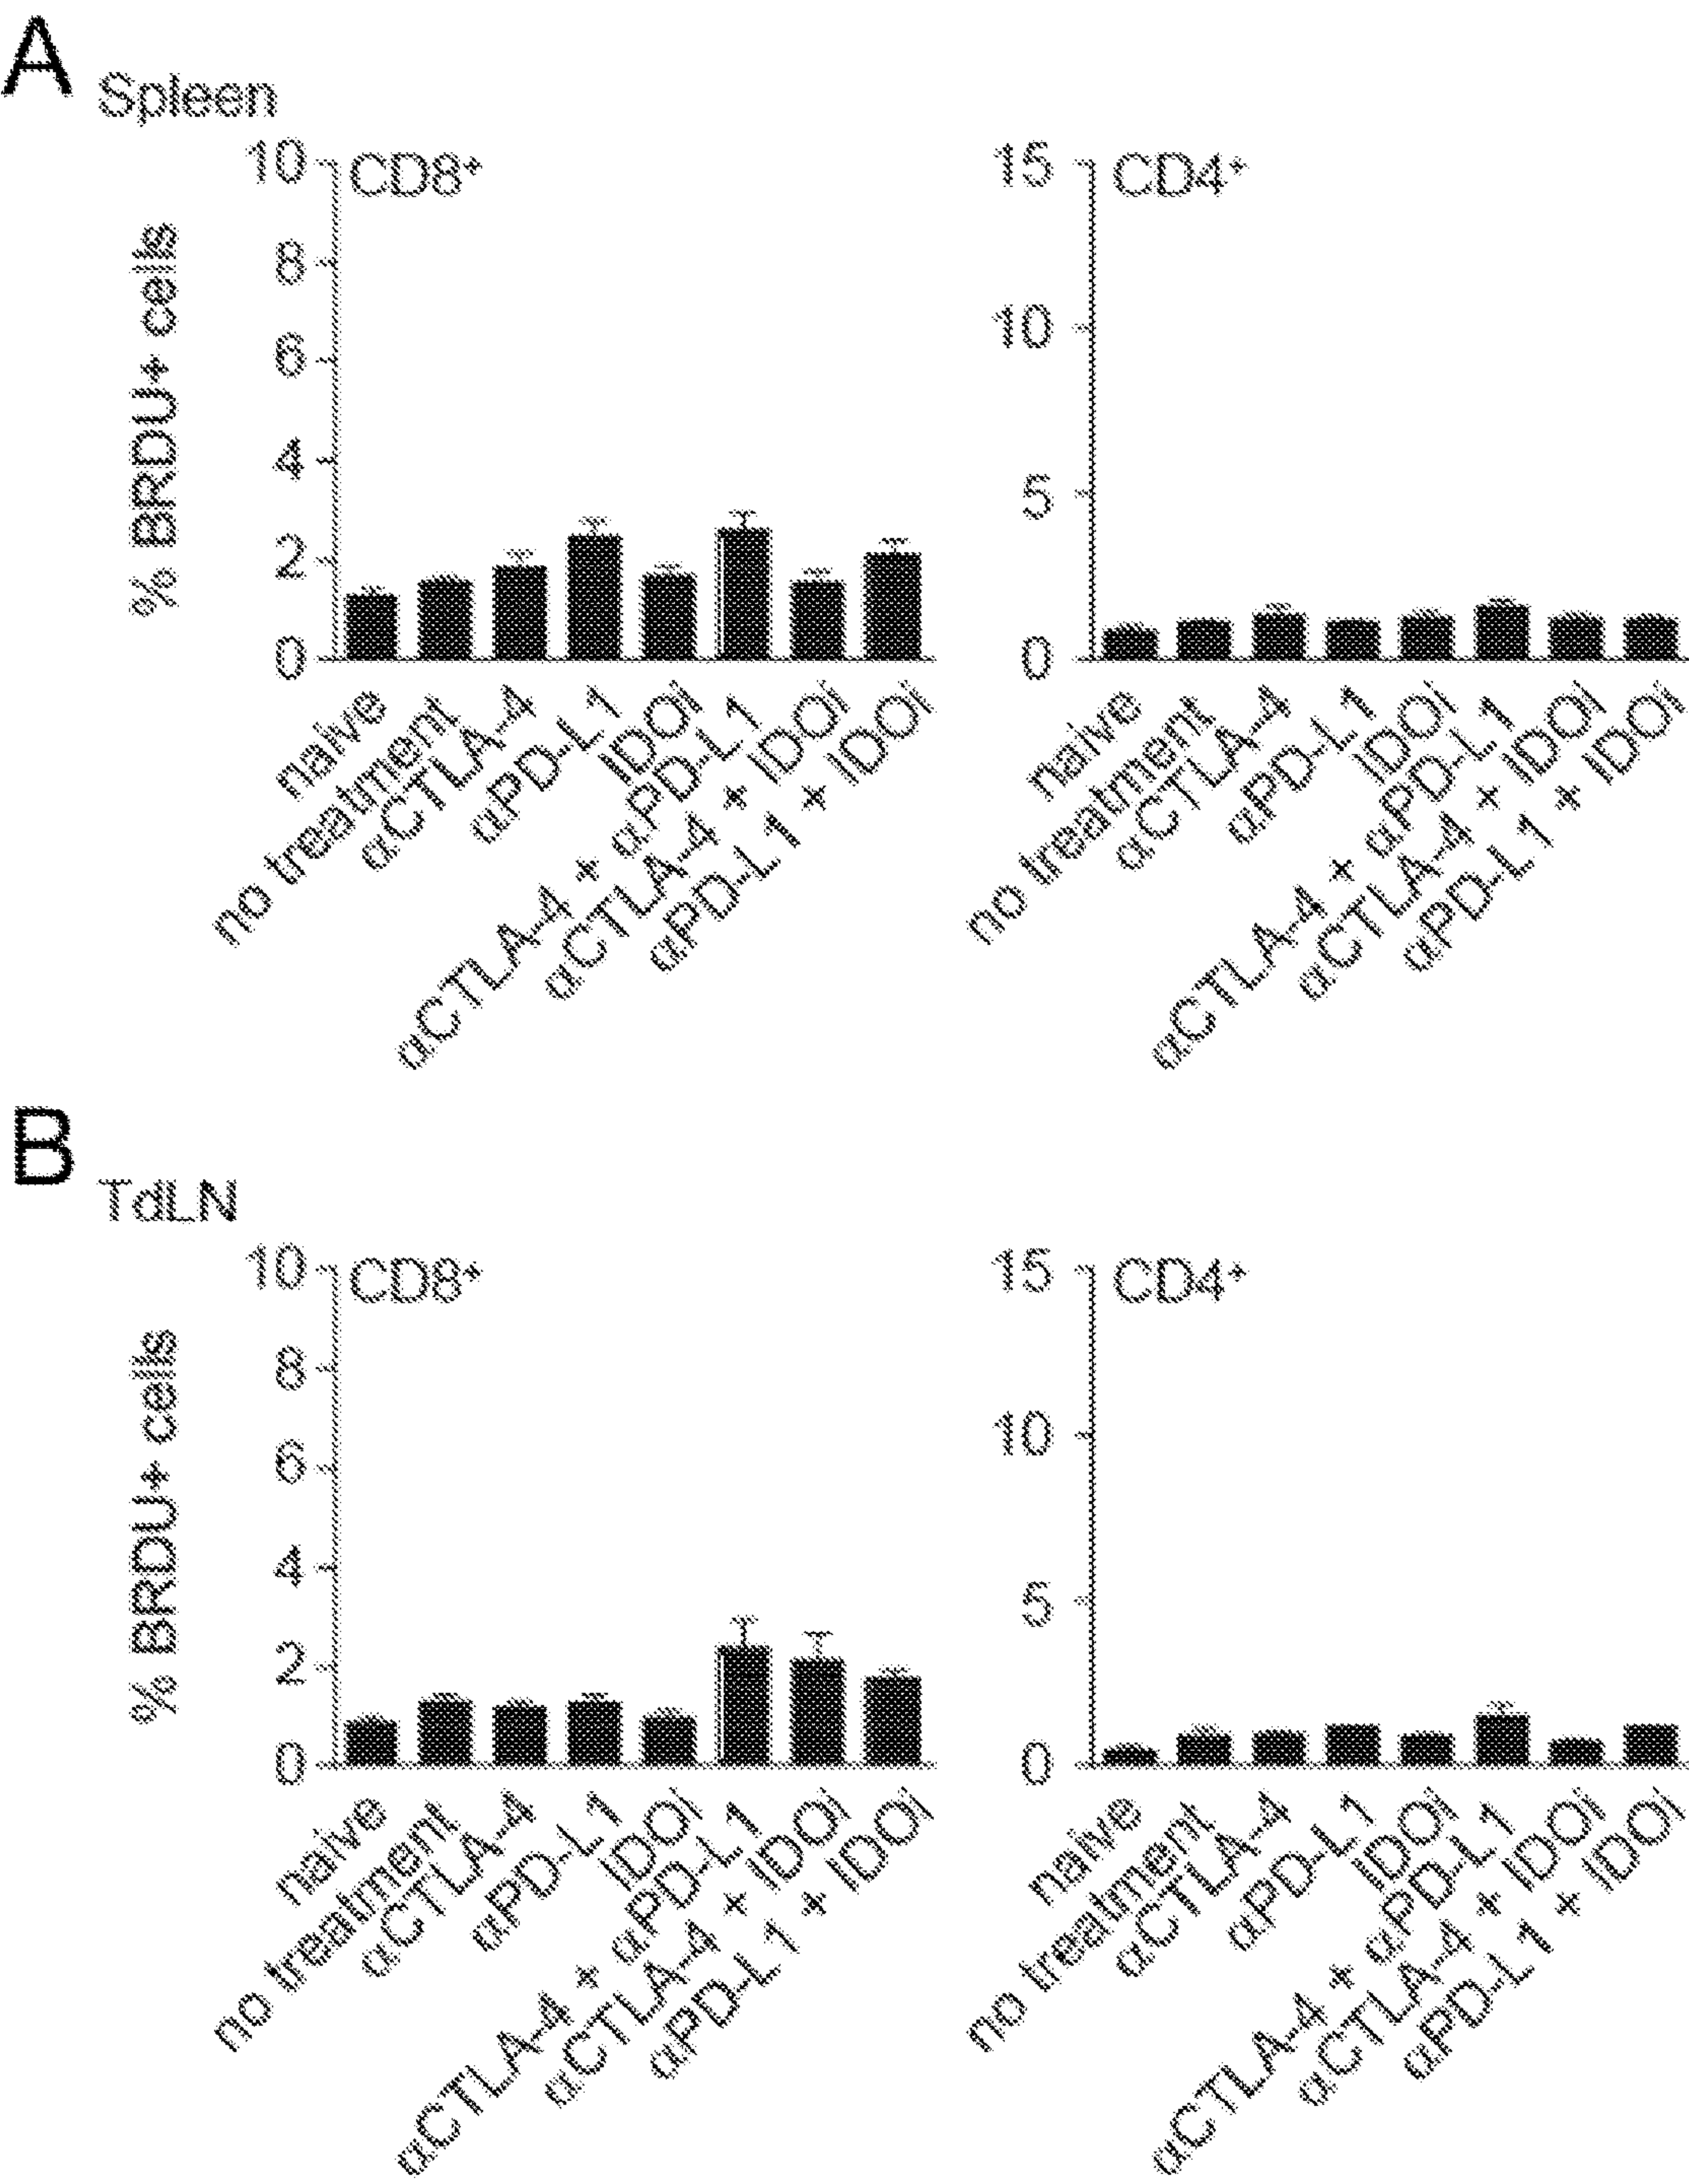 A
Spleen
CD8+
% BRDU+ cells
10
8
6
4
2
0
naive
no treatment
αCTLA-4
αPD-L1
IDOi
αCTLA-4 + αPD-L1
αCTLA-4 + IDOi
αPD-L1 + IDOi
CD4+
15
10
5
0
naive
no treatment
αCTLA-4
αPD-L1
IDOi
αCTLA-4 + αPD-L1
αCTLA-4 + IDOi
αPD-L1 + IDOi
B
TdLN
CD8+
% BRDU+ cells
10
8
6
4
2
0
naive
no treatment
αCTLA-4
αPD-L1
IDOi
αCTLA-4 + αPD-L1
αCTLA-4 + IDOi
αPD-L1 + IDOi
CD4+
15
10
5
0
naive
no treatment
αCTLA-4
αPD-L1
IDOi
αCTLA-4 + αPD-L1
αCTLA-4 + IDOi
αPD-L1 + IDOi